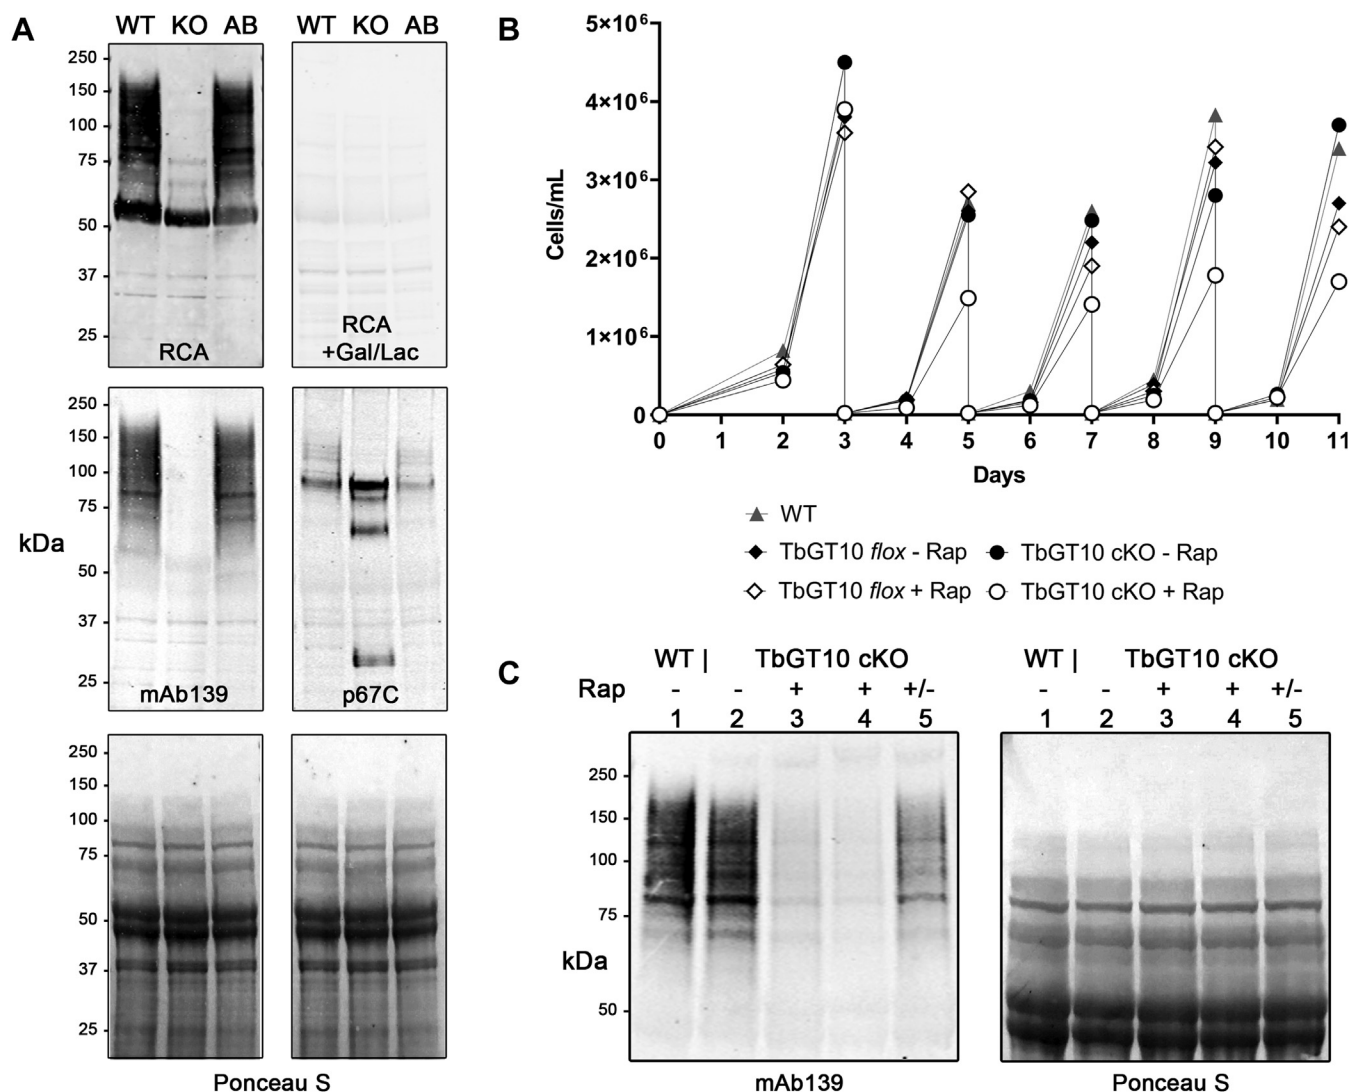 A
WT KO AB
WT KO AB
250
150
100
75
50
37
25
RCA
RCA
+Gal/Lac
250
150
100
75
50
37
25
kDa
mAb139
p67C
250
150
100
75
50
37
25
Ponceau S
B
5×10⁶
4×10⁶
3×10⁶
2×10⁶
1×10⁶
0
Cells/mL
0 1 2 3 4 5 6 7 8 9 10 11
Days
WT
TbGT10 flox - Rap
TbGT10 cKO - Rap
TbGT10 flox + Rap
TbGT10 cKO + Rap
C
WT | TbGT10 cKO
Rap - - + + +/-
1 2 3 4 5
250
150
100
75
50
kDa
mAb139
WT | TbGT10 cKO
- - + + +/-
1 2 3 4 5
Ponceau S